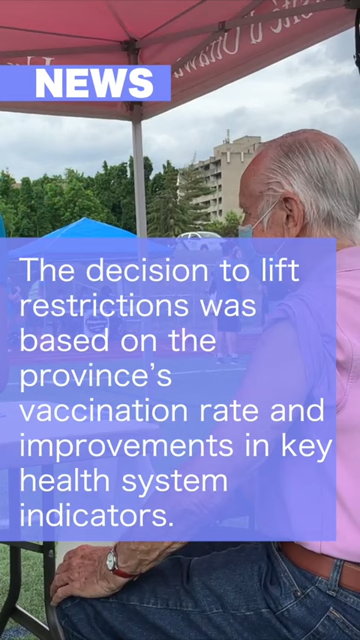 NEWS
The decision to lift
restrictions was
based on the
province's
vaccination rate and
improvements in key
health system
indicators.